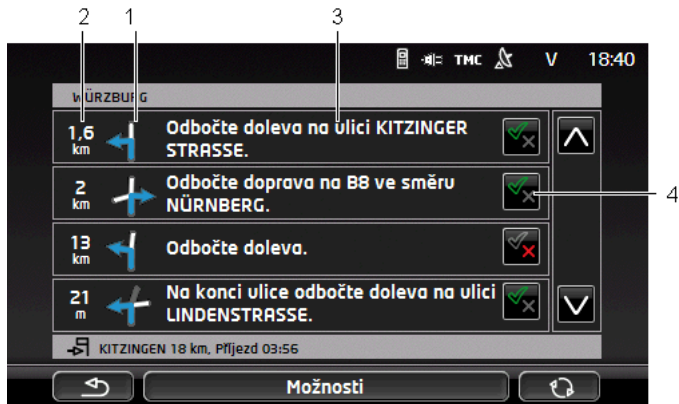 2 1 3
TMC V 18:40
WÜRZBURG
1,6 km Odbočte doleva na ulici KITZINGER
STRASSE.
2 km Odbočte doprava na B8 ve směru
NÜRNBERG.
4
13 km Odbočte doleva.
21 m Na konci ulice odbočte doleva na ulici
LINDENSTRASSE.
KITZINGEN 18 km, Příjezd 03:56
Možnosti